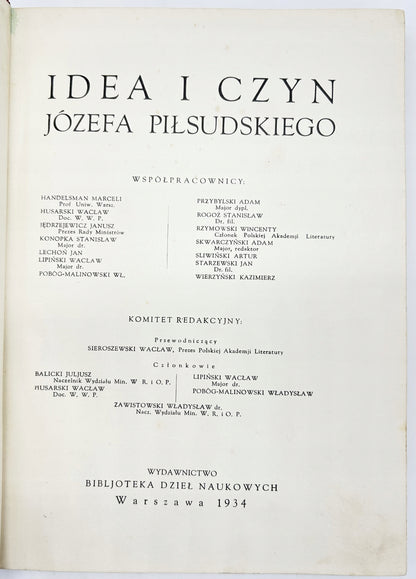 IDEA I CZYN
JÓZEFA PIŁSUDSKIEGO
WSPÓŁPRACOWNICY:
HANDELSMAN MARCELI
Prof. Uniw. Warsz.
HUSARSKI WACŁAW
Doc. W. W. P.
JĘDRZEJEWICZ JANUSZ
Prezes Rady Ministrów
KONOPKA STANISŁAW
Major dr.
LECHOŃ JAN
LIPIŃSKI WACŁAW
Major dr.
POBÓG-MALINOWSKI WŁ.
PRZYBYLSKI ADAM
Major dypl.
ROGOŻ STANISŁAW
Dr. fil.
RZYMOWSKI WINCENTY
Członek Polskiej Akademji Literatury
SKWARCZYŃSKI ADAM
Major, redaktor
ŚLIWIŃSKI ARTUR
STARZEWSKI JAN
Dr. fil.
WIERZYŃSKI KAZIMIERZ
KOMITET REDAKCYJNY:
Przewodniczący
SIEROSZEWSKI WACŁAW, Prezes Polskiej Akademji Literatury
Członkowie
BALICKI JULJUSZ
Naczelnik Wydziału Min. W. R. i O. P.
HUSARSKI WACŁAW
Doc. W. W. P.
LIPIŃSKI WACŁAW
Major dr.
POBÓG-MALINOWSKI WŁADYSŁAW
ZAWISTOWSKI WŁADYSŁAW dr.
Nacz. Wydziału Min. W. R. i O. P.
WYDAWNICTWO
BIBLJOTEKA DZIEŁ NAUKOWYCH
Warszawa 1934